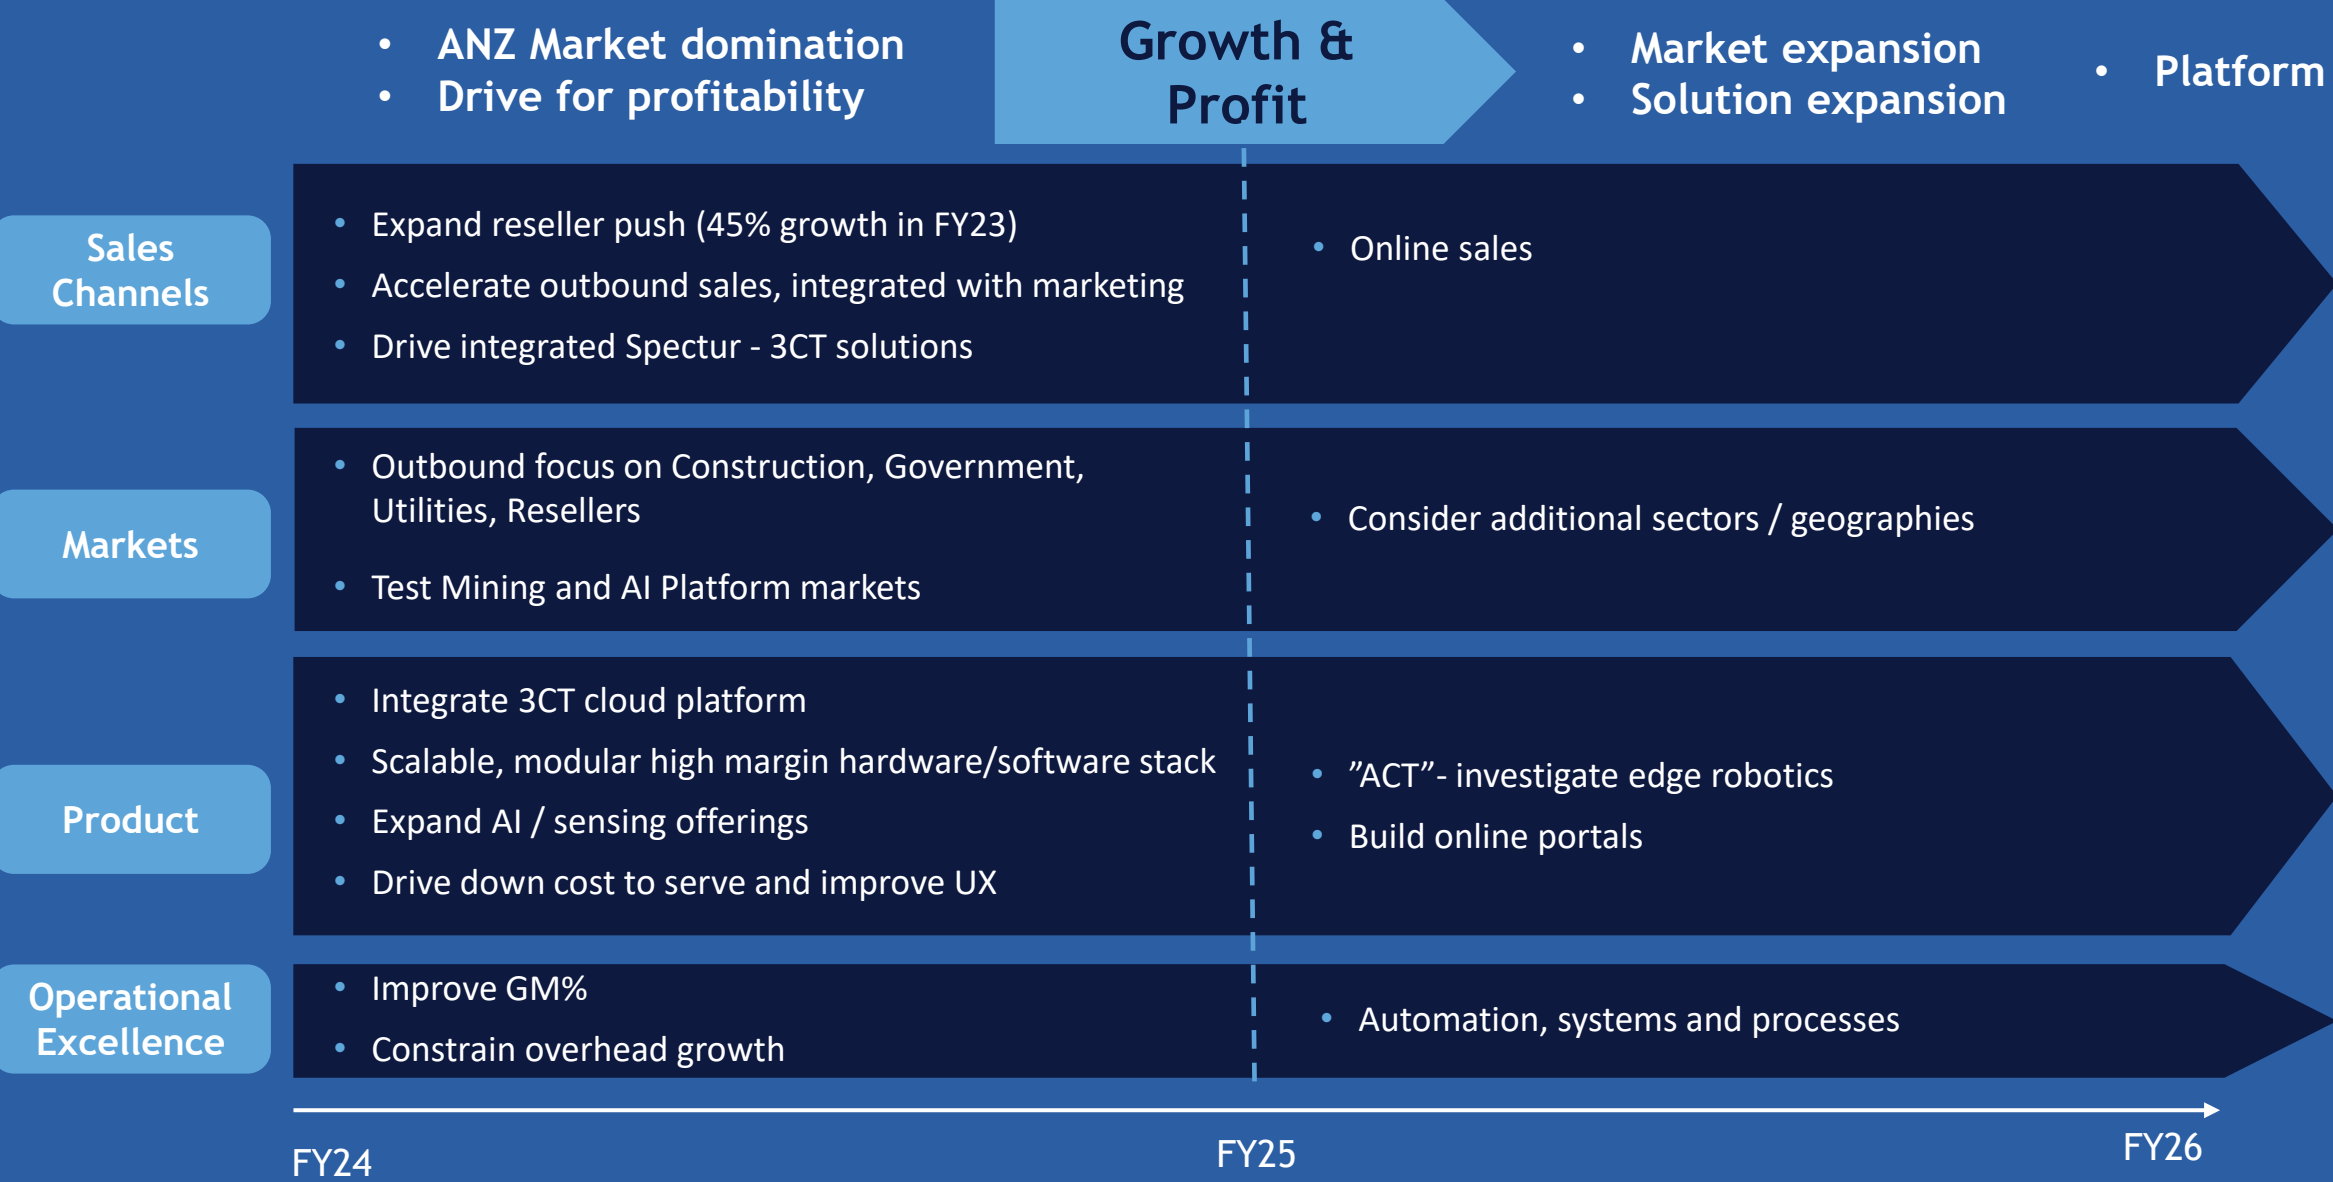 • ANZ Market domination
• Drive for profitability
Growth &
Profit
• Market expansion
• Solution expansion
• Platform
Sales
Channels
• Expand reseller push (45% growth in FY23)
• Accelerate outbound sales, integrated with marketing
• Drive integrated Spectur - 3CT solutions
• Online sales
Markets
• Outbound focus on Construction, Government,
Utilities, Resellers
• Test Mining and AI Platform markets
• Consider additional sectors / geographies
Product
• Integrate 3CT cloud platform
• Scalable, modular high margin hardware/software stack
• Expand AI / sensing offerings
• Drive down cost to serve and improve UX
• ”ACT”- investigate edge robotics
• Build online portals
Operational
Excellence
• Improve GM%
• Constrain overhead growth
• Automation, systems and processes
FY24
FY25
FY26